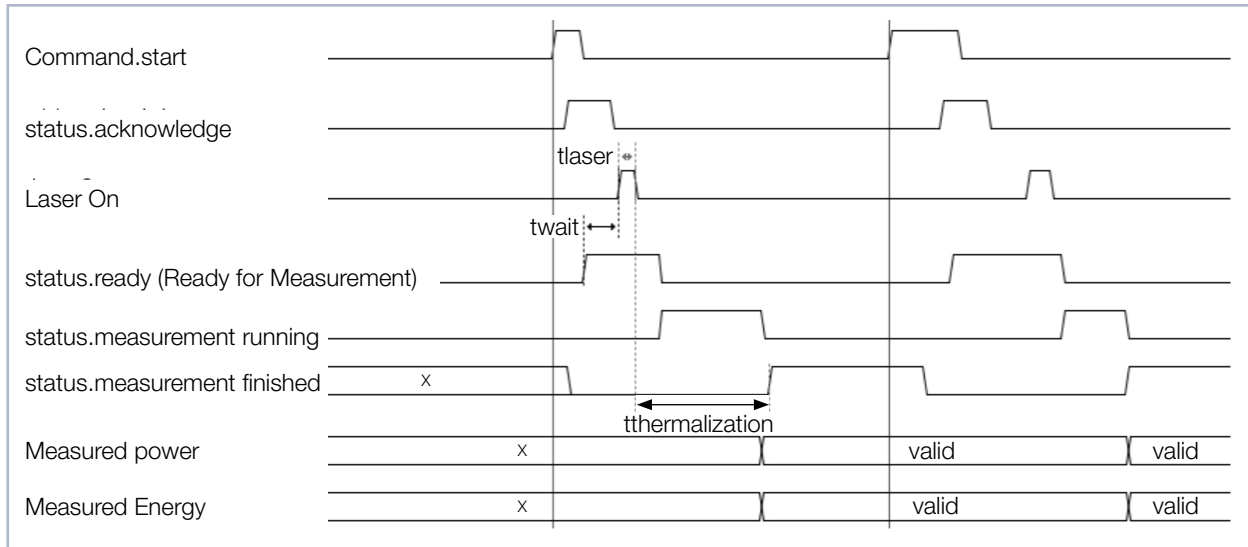 Command.start
status.acknowledge
tlaser
Laser On
twait
status.ready (Ready for Measurement)
status.measurement running
status.measurement finished
x
tthermalization
Measured power
x
valid
valid
Measured Energy
x
valid
valid